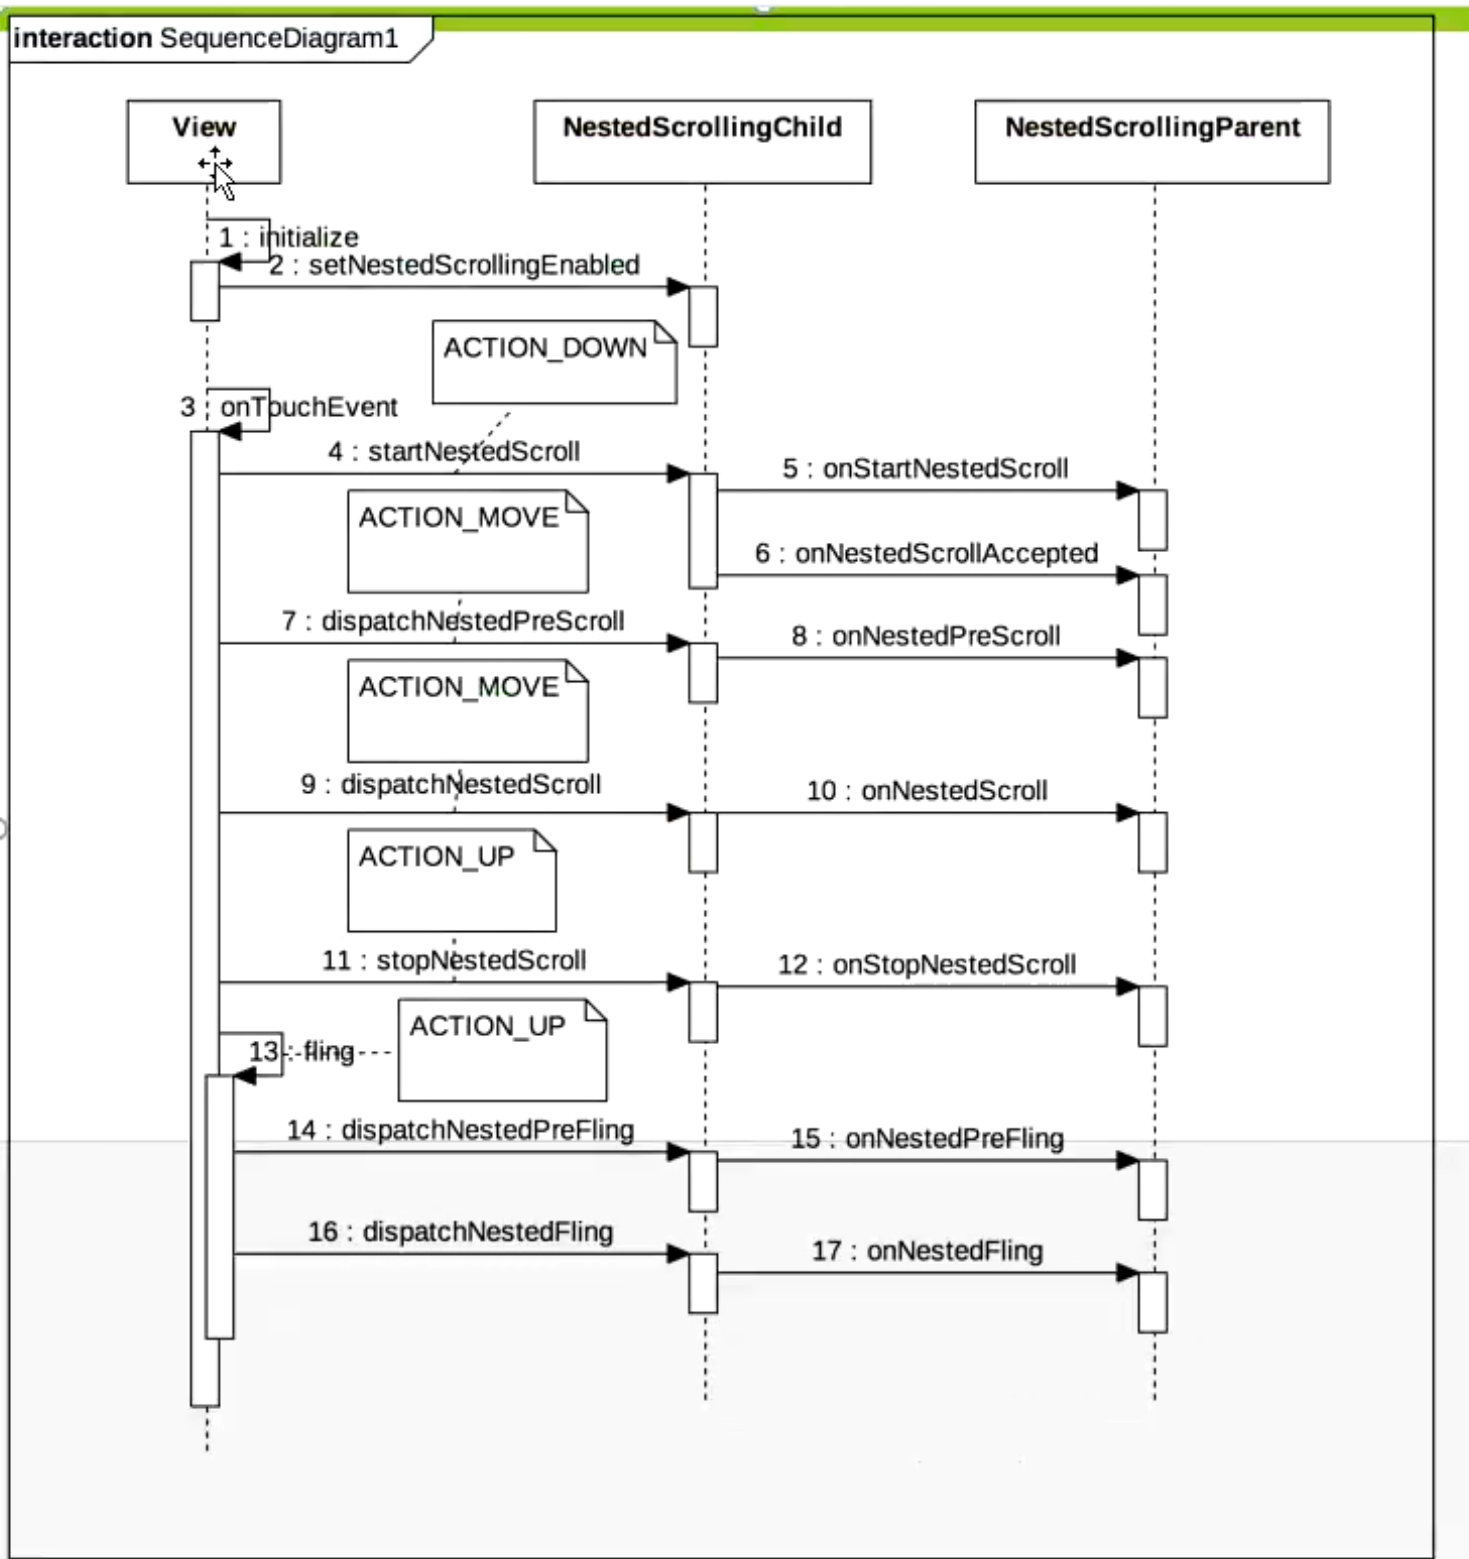 interaction SequenceDiagram1
View
NestedScrollingChild
NestedScrollingParent
1 : initialize
2 : setNestedScrollingEnabled
ACTION_DOWN
3 : onTouchEvent
4 : startNestedScroll
5 : onStartNestedScroll
ACTION_MOVE
6 : onNestedScrollAccepted
7 : dispatchNestedPreScroll
8 : onNestedPreScroll
ACTION_MOVE
9 : dispatchNestedScroll
10 : onNestedScroll
ACTION_UP
11 : stopNestedScroll
12 : onStopNestedScroll
ACTION_UP
13 : fling
14 : dispatchNestedPreFling
15 : onNestedPreFling
16 : dispatchNestedFling
17 : onNestedFling